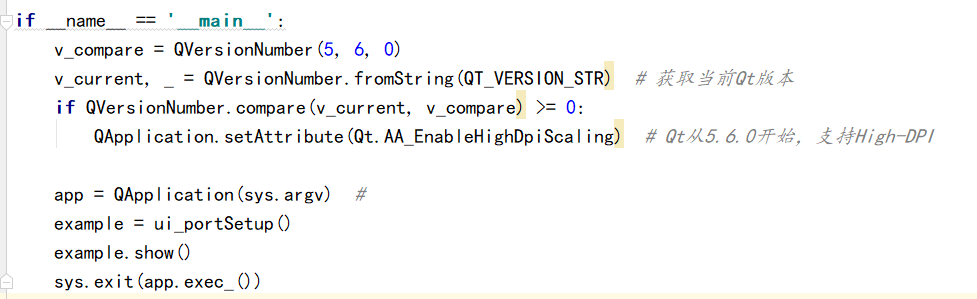 if __name__ == '__main__':
    v_compare = QVersionNumber(5, 6, 0)
    v_current, _ = QVersionNumber.fromString(QT_VERSION_STR)  # 获取当前Qt版本
    if QVersionNumber.compare(v_current, v_compare) >= 0:
        QApplication.setAttribute(Qt.AA_EnableHighDpiScaling)  # Qt从5.6.0开始，支持High-DPI
    app = QApplication(sys.argv)  #
    example = ui_portSetup()
    example.show()
    sys.exit(app.exec_())